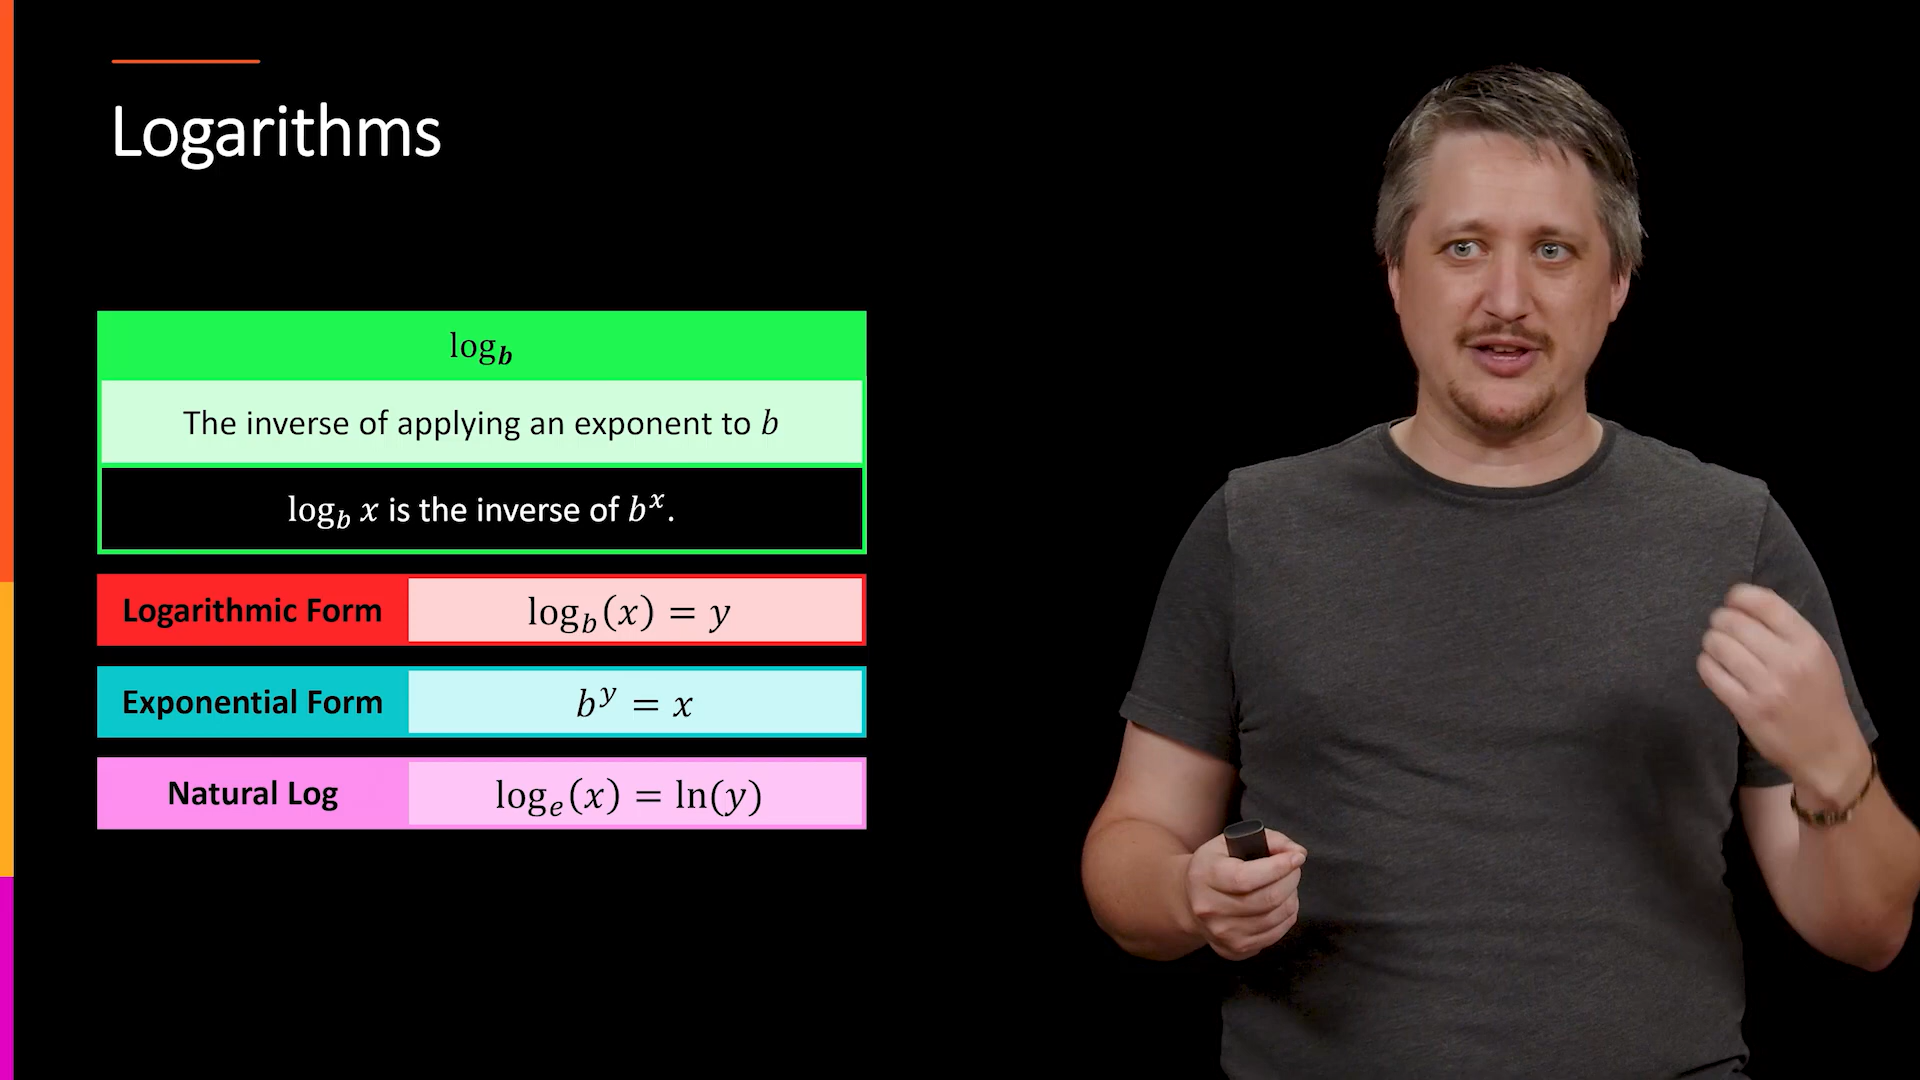 Logarithms
log_b
The inverse of applying an exponent to b
log_b x is the inverse of b^x.
Logarithmic Form log_b(x) = y
Exponential Form b^y = x
Natural Log log_e(x) = ln(y)